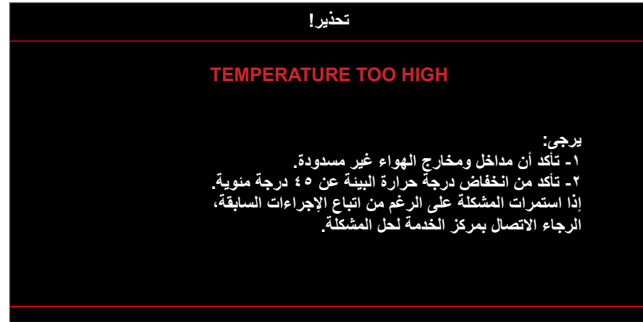 تحذير!
TEMPERATURE TOO HIGH
يرجى:
١- تأكد أن مداخل ومخارج الهواء غير مسدودة.
٢- تأكد من انخفاض درجة حرارة البيئة عن ٤٥ درجة مئوية.
إذا استمرات المشكلة على الرغم من اتباع الإجراءات السابقة،
الرجاء الاتصال بمركز الخدمة لحل المشكلة.